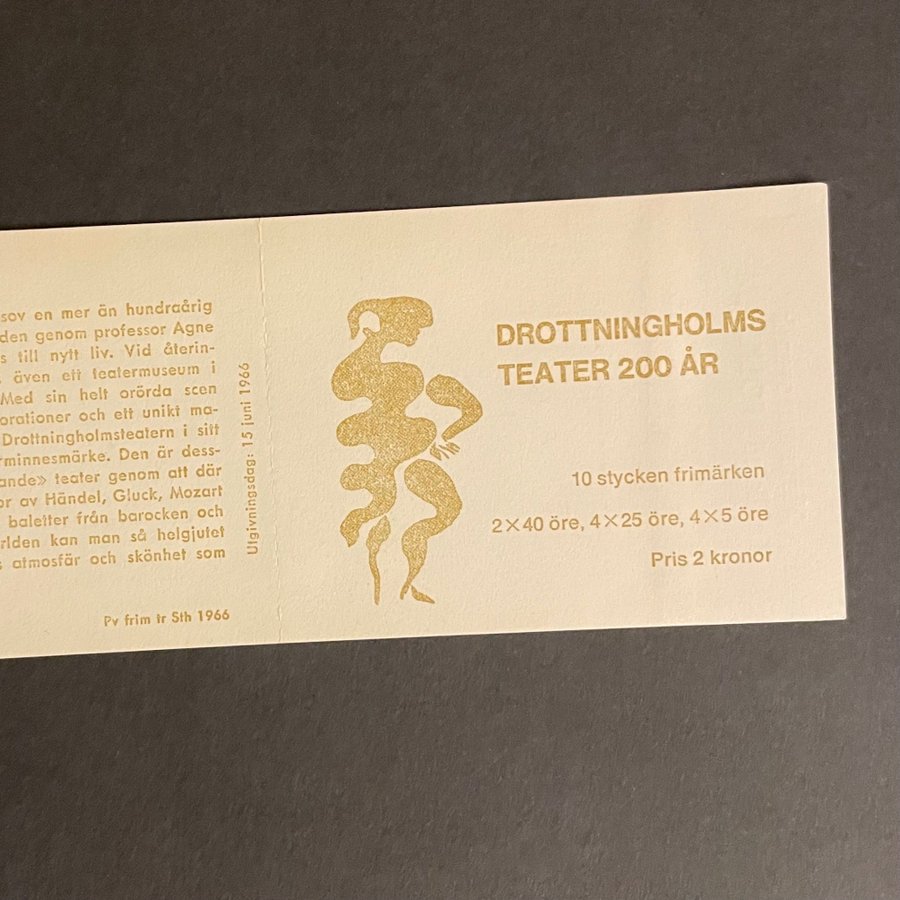 sov en mer än hundraårig
den genom professor Agne
s till nytt liv. Vid återin-
även ett teatermuseum i
Med sin helt orörda scen
orationer och ett unikt ma-
Drottningholmsteatern i sitt
rminnesmärke. Den är dess-
ande» teater genom att där
or av Händel, Gluck, Mozart
baletter från barocken och
rlden kan man så helgjutet
s atmosfär och skönhet som
Pv frim tr Sth 1966
Utgivningsdag: 15 juni 1966
DROTTNINGHOLMS
TEATER 200 ÅR
10 stycken frimärken
2×40 öre, 4×25 öre, 4×5 öre
Pris 2 kronor